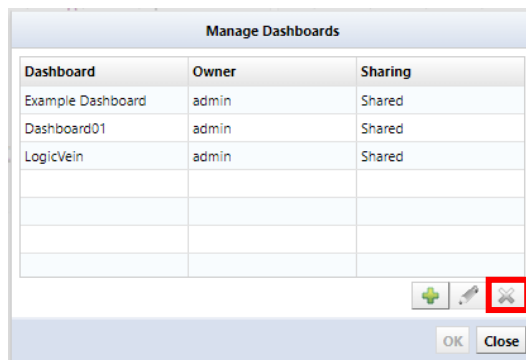 Manage Dashboards
Dashboard Owner Sharing
Example Dashboard admin Shared
Dashboard01 admin Shared
LogicVein admin Shared
OK Close